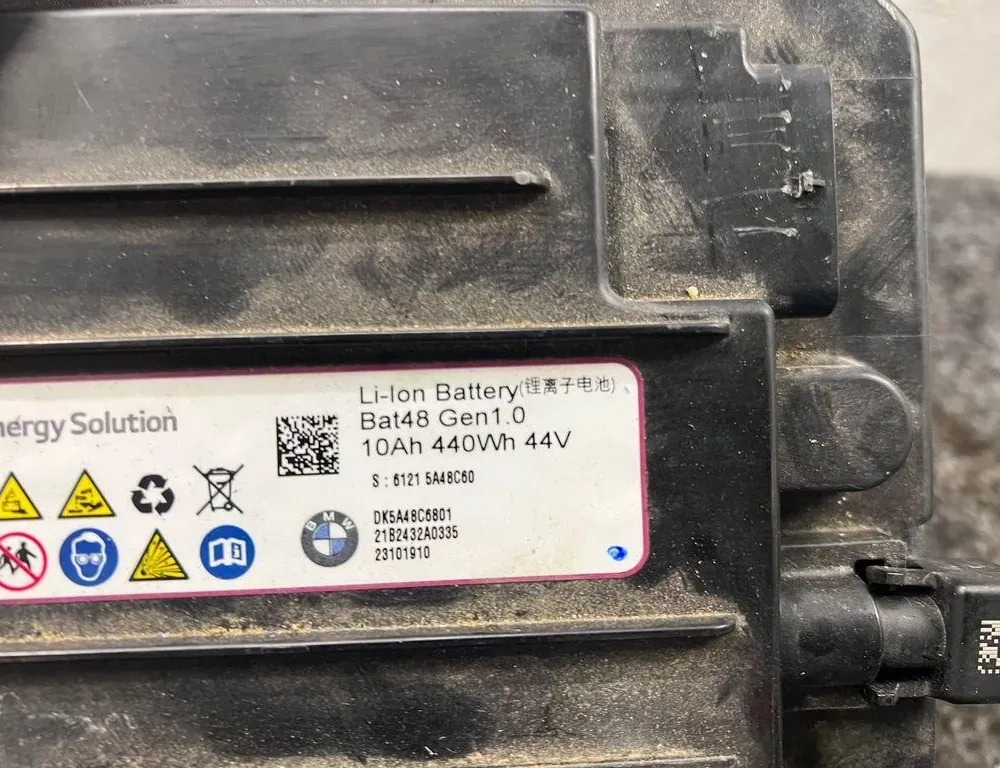 nergy Solution
Li-Ion Battery(锂离子电池)
Bat48 Gen1.0
10Ah 440Wh 44V
S : 6121 5A48C60
BMW
DK5A48C6801
21B2432A0335
23101910